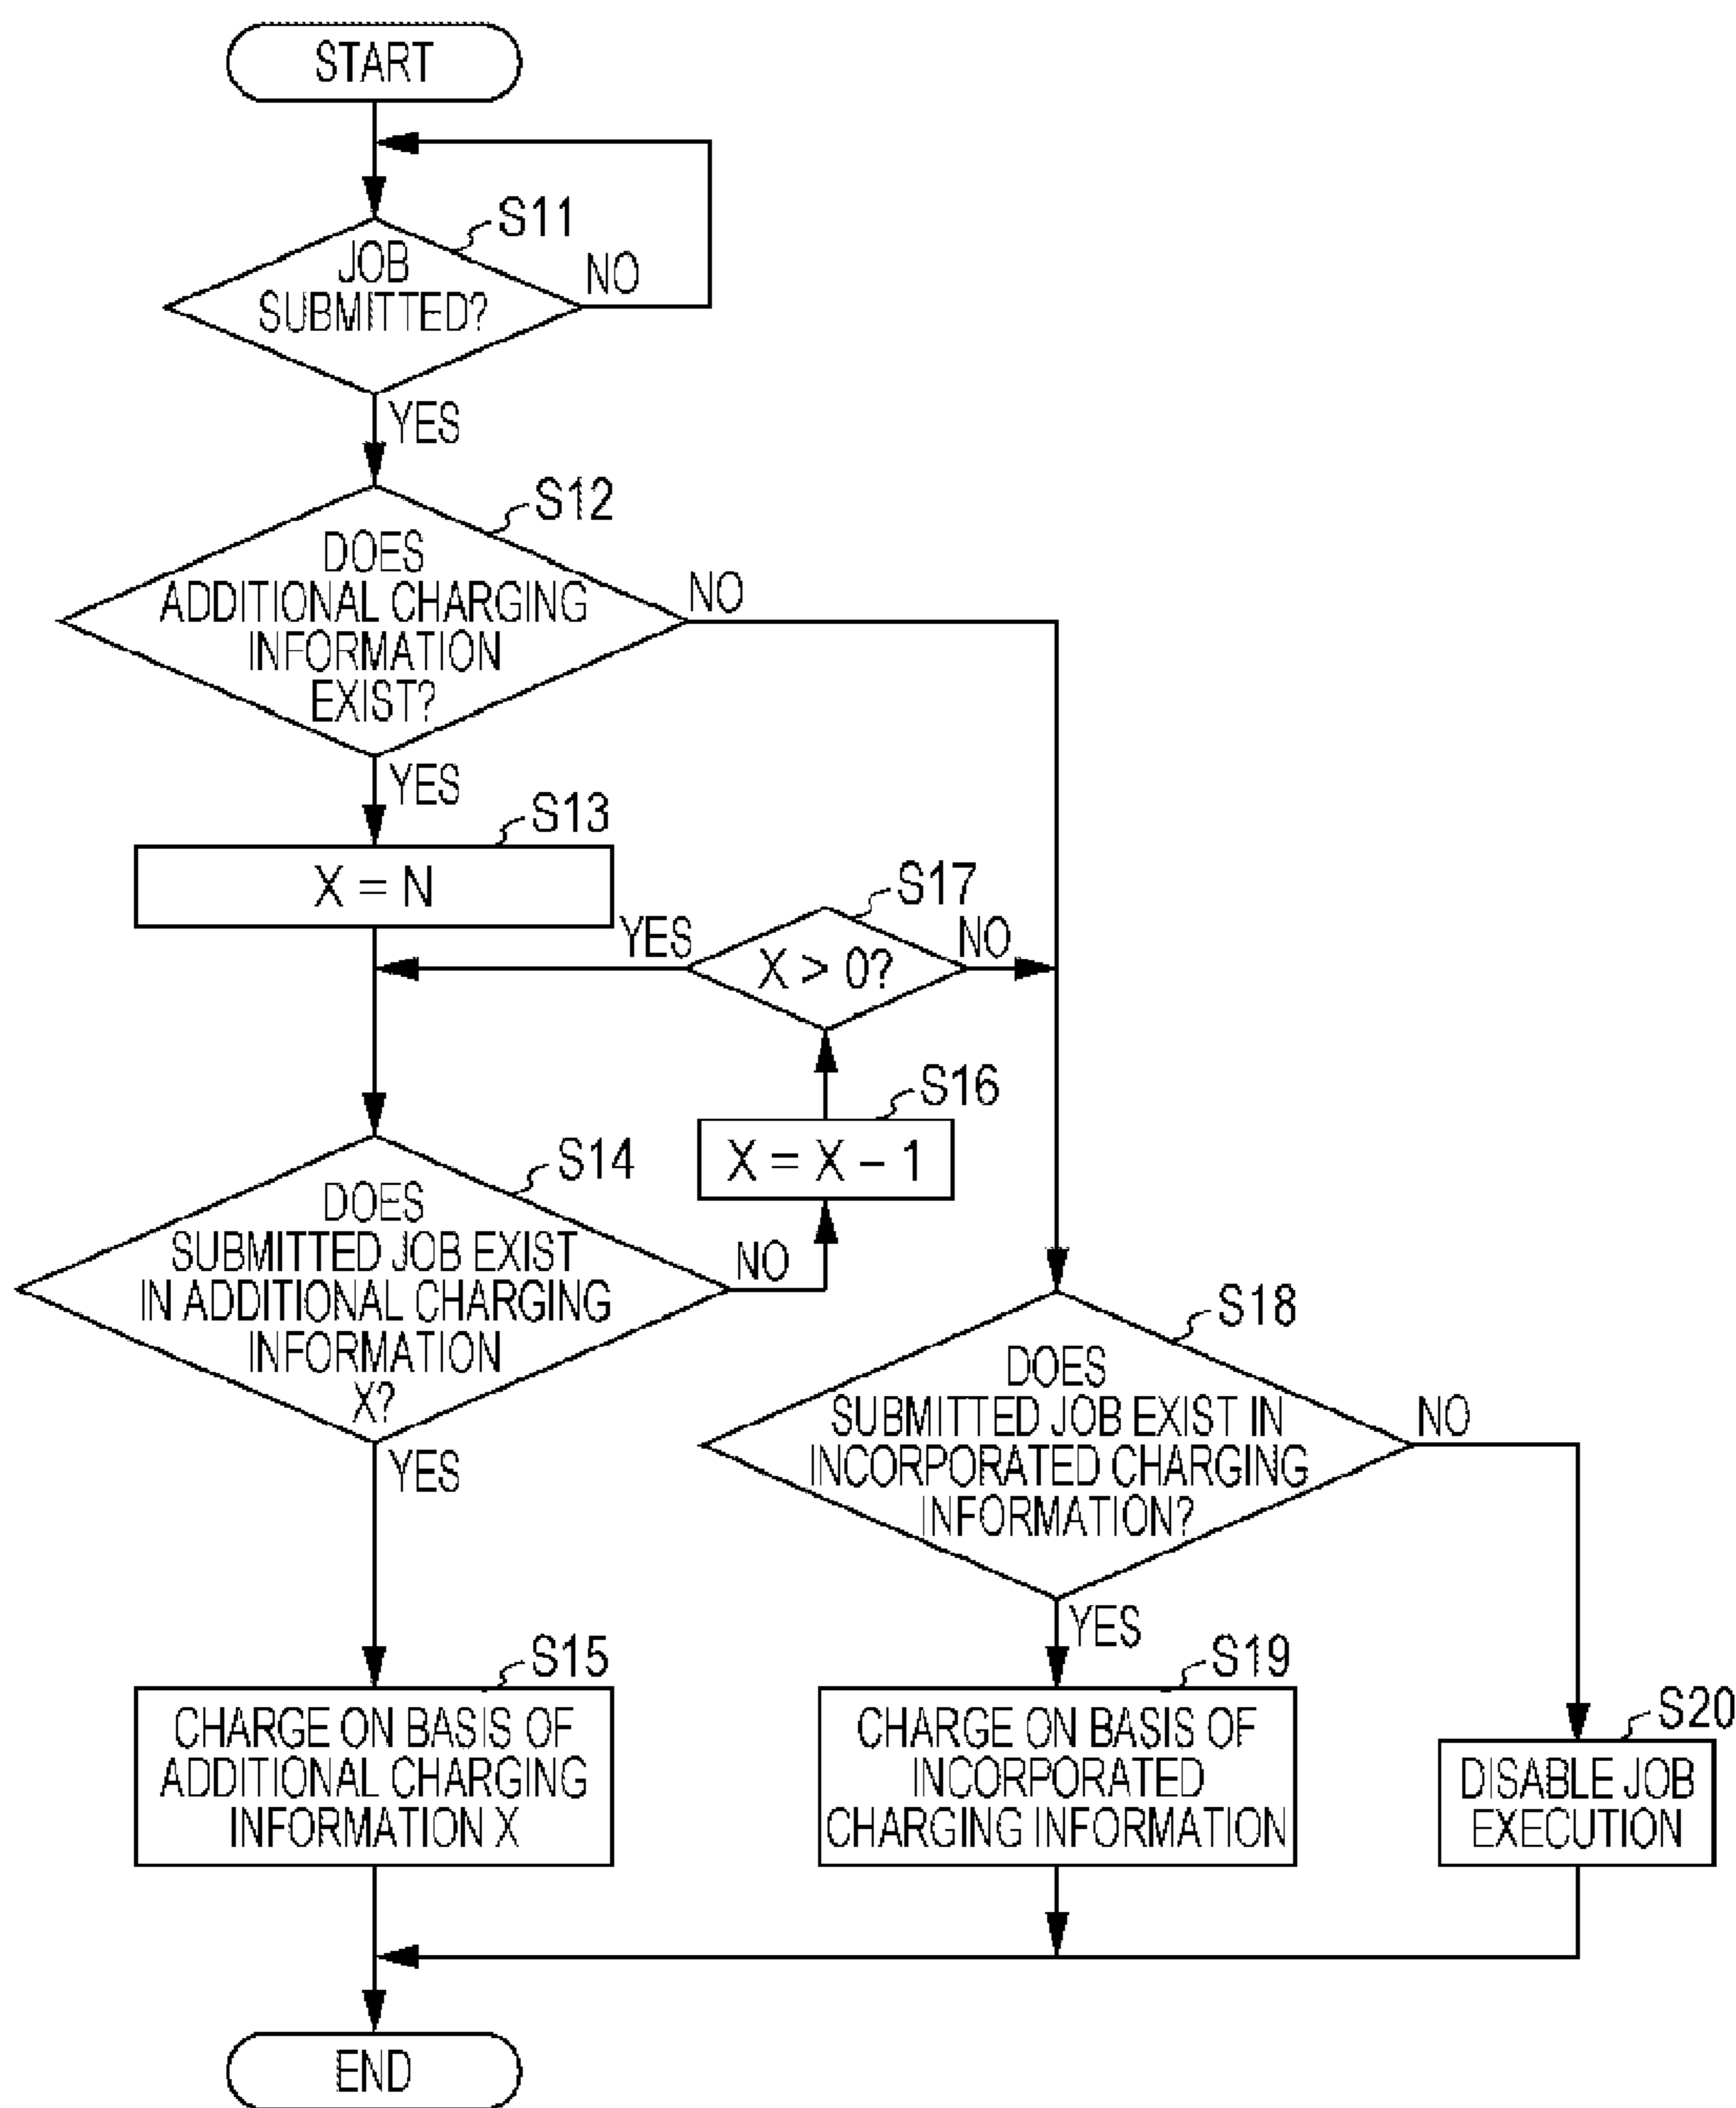 START
S11
JOB
SUBMITTED?
NO
YES
S12
DOES
ADDITIONAL CHARGING
INFORMATION
EXIST?
NO
YES
S13
X = N
S17
YES
X > 0?
NO
S16
X = X – 1
S14
DOES
SUBMITTED JOB EXIST
IN ADDITIONAL CHARGING
INFORMATION
X?
NO
YES
S18
DOES
SUBMITTED JOB EXIST IN
INCORPORATED CHARGING
INFORMATION?
NO
YES
S15
CHARGE ON BASIS OF
ADDITIONAL CHARGING
INFORMATION X
S19
CHARGE ON BASIS OF
INCORPORATED
CHARGING INFORMATION
S20
DISABLE JOB
EXECUTION
END